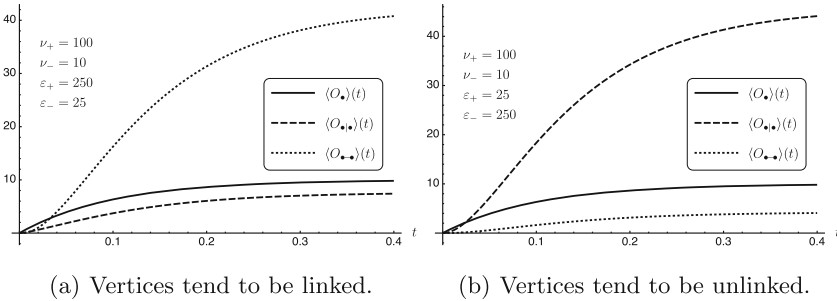 40
30
20
10
ν+ = 100
ν− = 10
ε+ = 250
ε− = 25
⟨O•⟩(t)
⟨O•|•⟩(t)
⟨O•−•⟩(t)
0.1 0.2 0.3 0.4 t
(a) Vertices tend to be linked.
40
30
20
10
ν+ = 100
ν− = 10
ε+ = 25
ε− = 250
⟨O•⟩(t)
⟨O•|•⟩(t)
⟨O•−•⟩(t)
0.1 0.2 0.3 0.4 t
(b) Vertices tend to be unlinked.